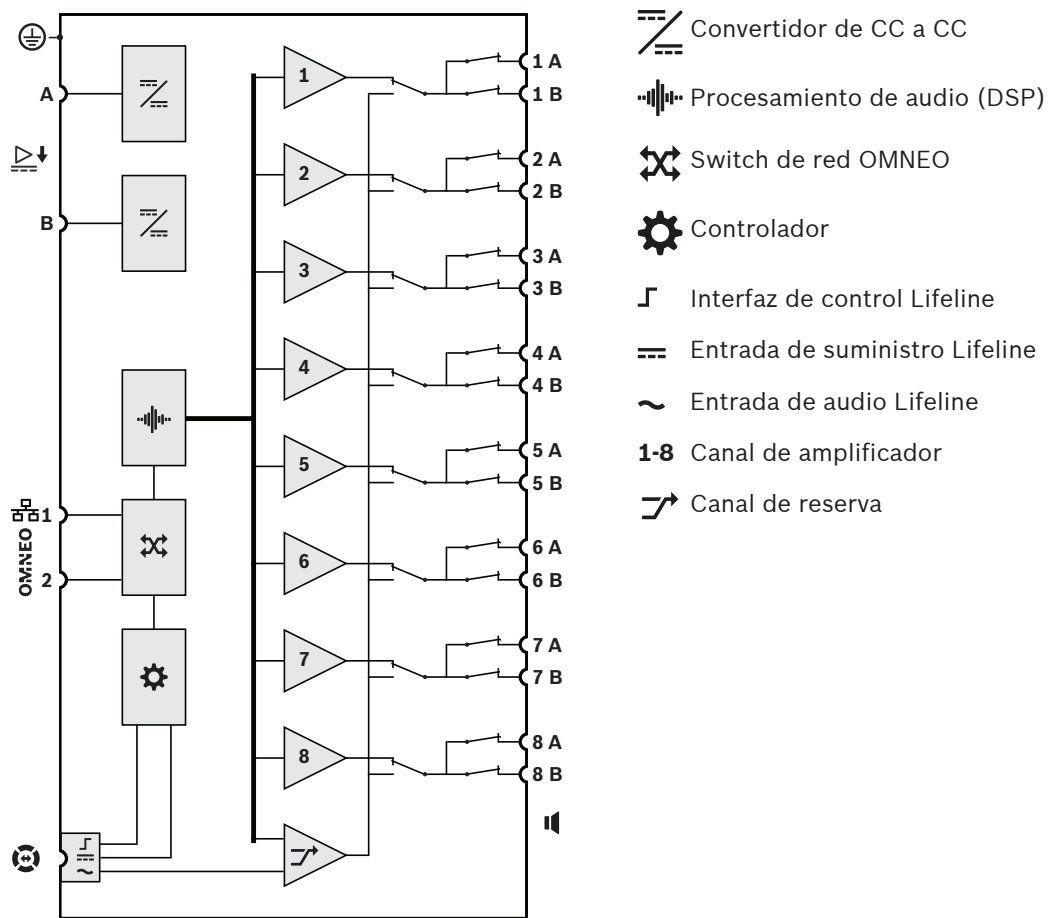 A
B
OMNEO
1
2
1
2
3
4
5
6
7
8
1 A
1 B
2 A
2 B
3 A
3 B
4 A
4 B
5 A
5 B
6 A
6 B
7 A
7 B
8 A
8 B
Convertidor de CC a CC
Procesamiento de audio (DSP)
Switch de red OMNEO
Controlador
Interfaz de control Lifeline
Entrada de suministro Lifeline
Entrada de audio Lifeline
1-8 Canal de amplificador
Canal de reserva